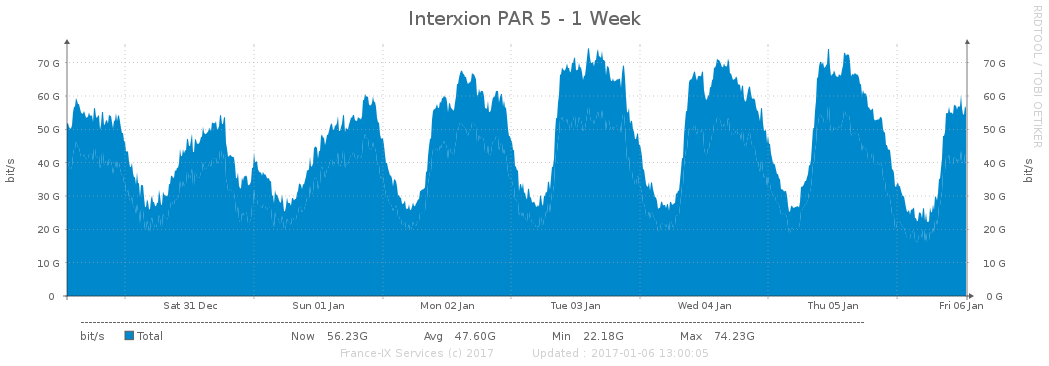 Interxion PAR 5 - 1 Week
RRDTOOL / TOBI OETIKER
bit/s
bit/s
70 G 70 G
60 G 60 G
50 G 50 G
40 G 40 G
30 G 30 G
20 G 20 G
10 G 10 G
0 0 G
Sat 31 Dec Sun 01 Jan Mon 02 Jan Tue 03 Jan Wed 04 Jan Thu 05 Jan Fri 06 Jan
bit/s Total Now 56.23G Avg 47.60G Min 22.18G Max 74.23G
France-IX Services (c) 2017 Updated : 2017-01-06 13:00:05